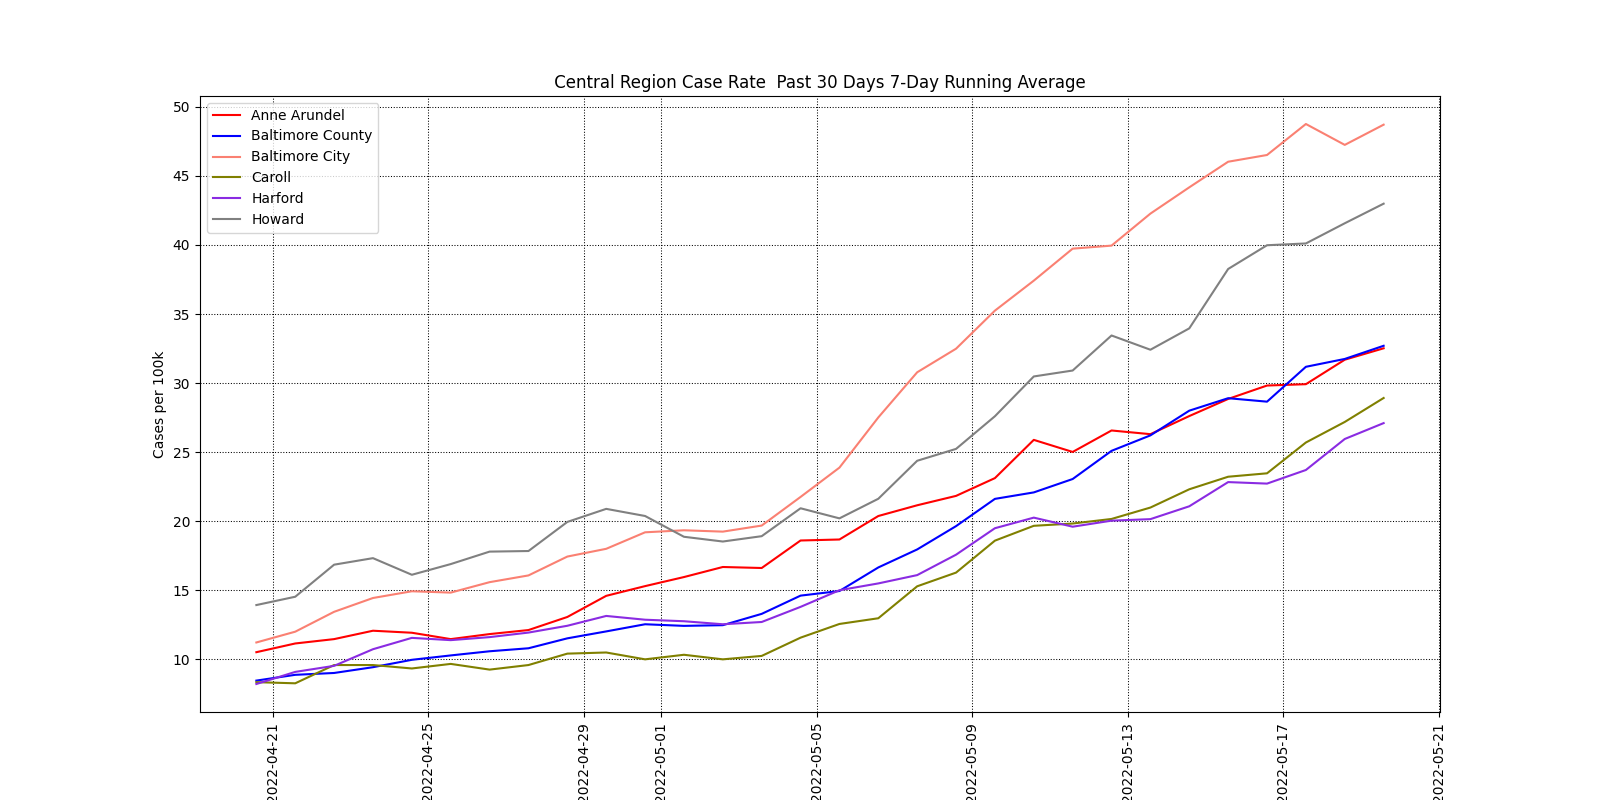 Central Region Case Rate  Past 30 Days 7-Day Running Average
Anne Arundel
Baltimore County
Baltimore City
Caroll
Harford
Howard
Cases per 100k
50
45
40
35
30
25
20
15
10
2022-04-21
2022-04-25
2022-04-29
2022-05-01
2022-05-05
2022-05-09
2022-05-13
2022-05-17
2022-05-21